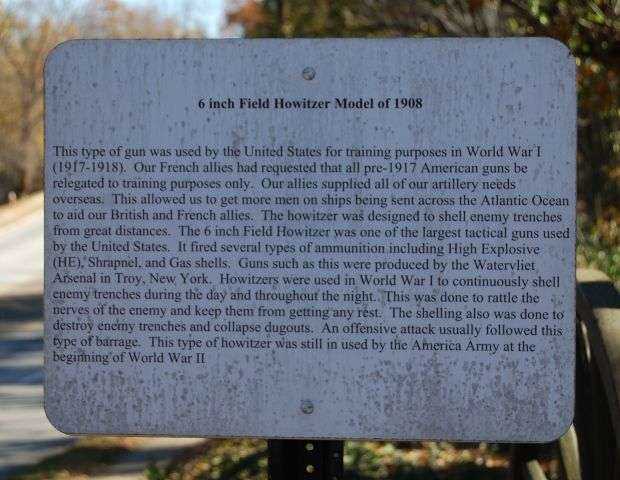 6 inch Field Howitzer Model of 1908
This type of gun was used by the United States for training purposes in World War I
(1917-1918). Our French allies had requested that all pre-1917 American guns be
relegated to training purposes only. Our allies supplied all of our artillery needs
overseas. This allowed us to get more men on ships being sent across the Atlantic Ocean
to aid our British and French allies. The howitzer was designed to shell enemy trenches
from great distances. The 6 inch Field Howitzer was one of the largest tactical guns used
by the United States. It fired several types of ammunition including High Explosive
(HE), Shrapnel, and Gas shells. Guns such as this were produced by the Watervliet
Arsenal in Troy, New York. Howitzers were used in World War I to continuously shell
enemy trenches during the day and throughout the night. This was done to rattle the
nerves of the enemy and keep them from getting any rest. The shelling also was done to
destroy enemy trenches and collapse dugouts. An offensive attack usually followed this
type of barrage. This type of howitzer was still in used by the America Army at the
beginning of World War II